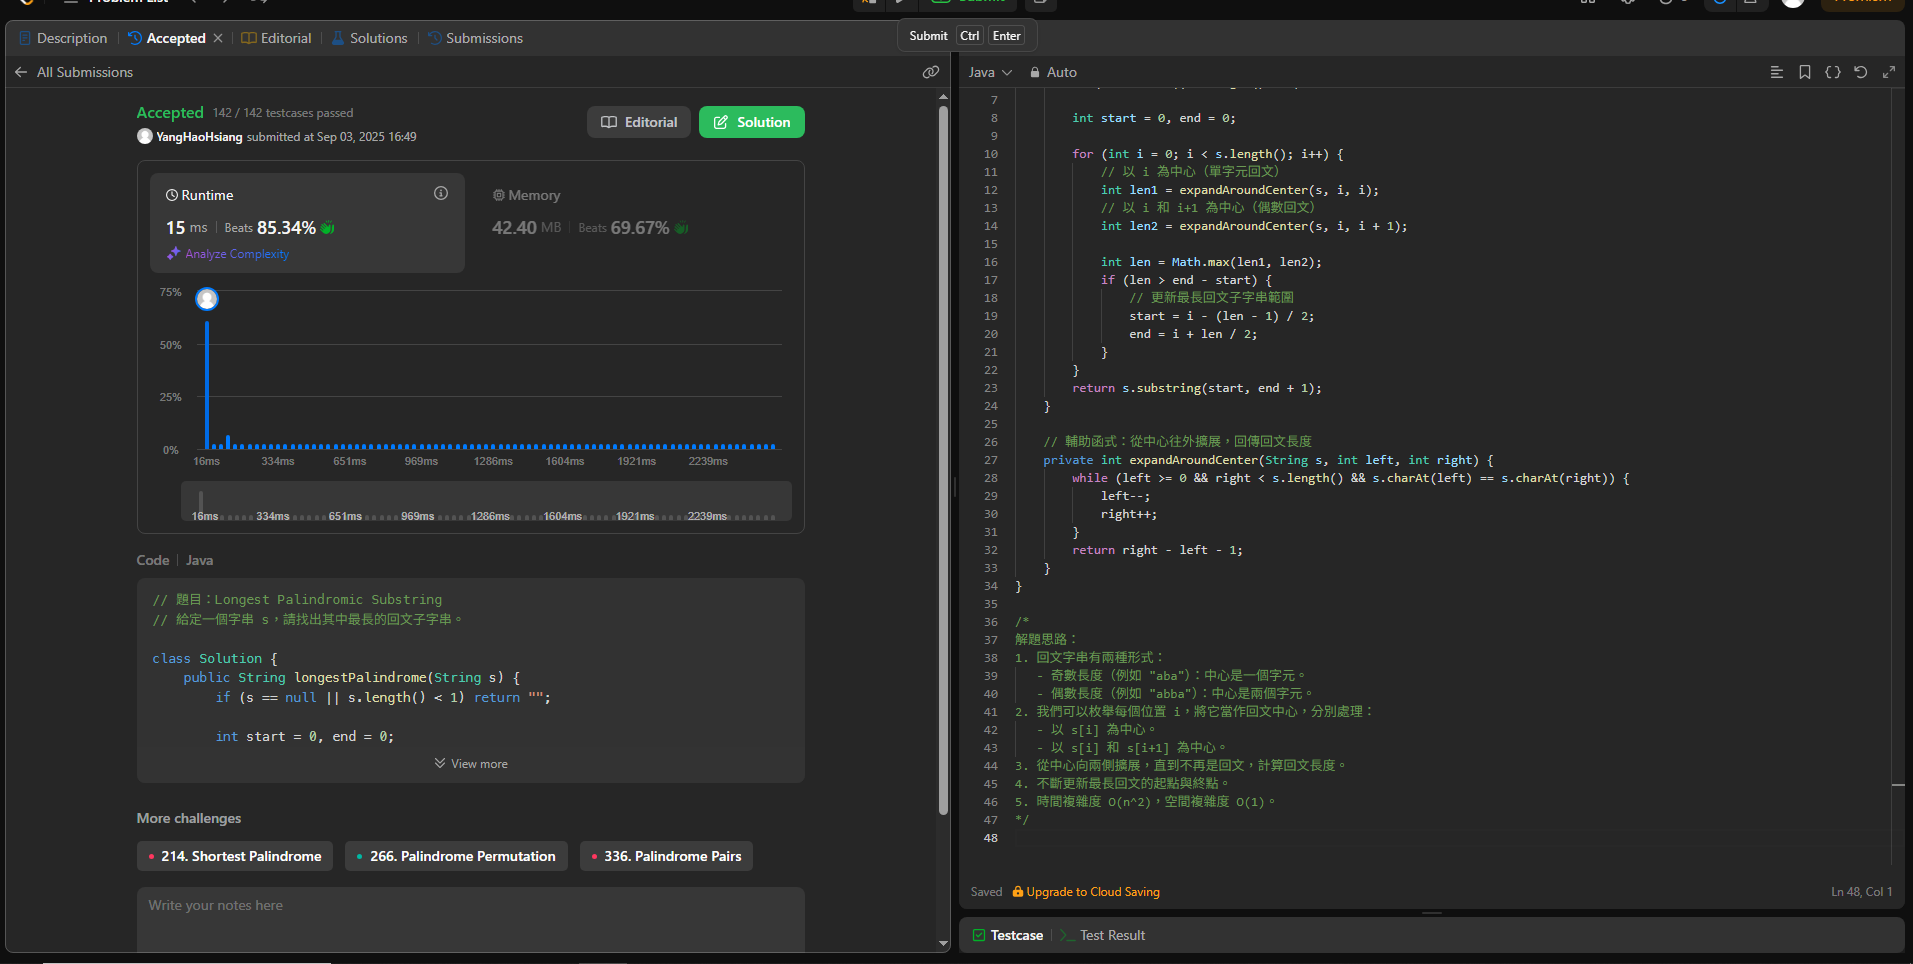 Problem List
Submit
Premium
Description
Accepted
Editorial
Solutions
Submissions
Submit Ctrl Enter
All Submissions
Accepted 142 / 142 testcases passed
YangHaoHsiang submitted at Sep 03, 2025 16:49
Editorial
Solution
Runtime
15 ms Beats 85.34%
Analyze Complexity
Memory
42.40 MB Beats 69.67%
75%
50%
25%
0%
16ms 334ms 651ms 969ms 1286ms 1604ms 1921ms 2239ms
16ms 334ms 651ms 969ms 1286ms 1604ms 1921ms 2239ms
Code Java
// 題目：Longest Palindromic Substring
// 給定一個字串 s，請找出其中最長的回文子字串。
class Solution {
public String longestPalindrome(String s) {
if (s == null || s.length() < 1) return "";
int start = 0, end = 0;
View more
More challenges
214. Shortest Palindrome
266. Palindrome Permutation
336. Palindrome Pairs
Write your notes here
Java Auto
7
8 int start = 0, end = 0;
9
10 for (int i = 0; i < s.length(); i++) {
11 // 以 i 為中心（單字元回文）
12 int len1 = expandAroundCenter(s, i, i);
13 // 以 i 和 i+1 為中心（偶數回文）
14 int len2 = expandAroundCenter(s, i, i + 1);
15
16 int len = Math.max(len1, len2);
17 if (len > end - start) {
18 // 更新最長回文子字串範圍
19 start = i - (len - 1) / 2;
20 end = i + len / 2;
21 }
22 }
23 return s.substring(start, end + 1);
24 }
25
26 // 輔助函式：從中心往外擴展，回傳回文長度
27 private int expandAroundCenter(String s, int left, int right) {
28 while (left >= 0 && right < s.length() && s.charAt(left) == s.charAt(right)) {
29 left--;
30 right++;
31 }
32 return right - left - 1;
33 }
34 }
35
36 /*
37 解題思路：
38 1. 回文字串有兩種形式：
39 - 奇數長度（例如 "aba"）：中心是一個字元。
40 - 偶數長度（例如 "abba"）：中心是兩個字元。
41 2. 我們可以枚舉每個位置 i，將它當作回文中心，分別處理：
42 - 以 s[i] 為中心。
43 - 以 s[i] 和 s[i+1] 為中心。
44 3. 從中心向兩側擴展，直到不再是回文，計算回文長度。
45 4. 不斷更新最長回文的起點與終點。
46 5. 時間複雜度 O(n^2)，空間複雜度 O(1)。
47 */
48
Saved Upgrade to Cloud Saving
Ln 48, Col 1
Testcase
Test Result